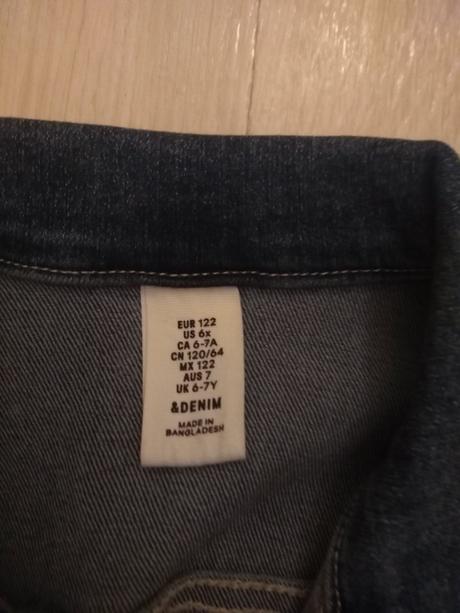 EUR 122
US 6x
CA 6-7A
CN 120/64
MX 122
AUS 7
UK 6-7Y
&DENIM
MADE IN
BANGLADESH